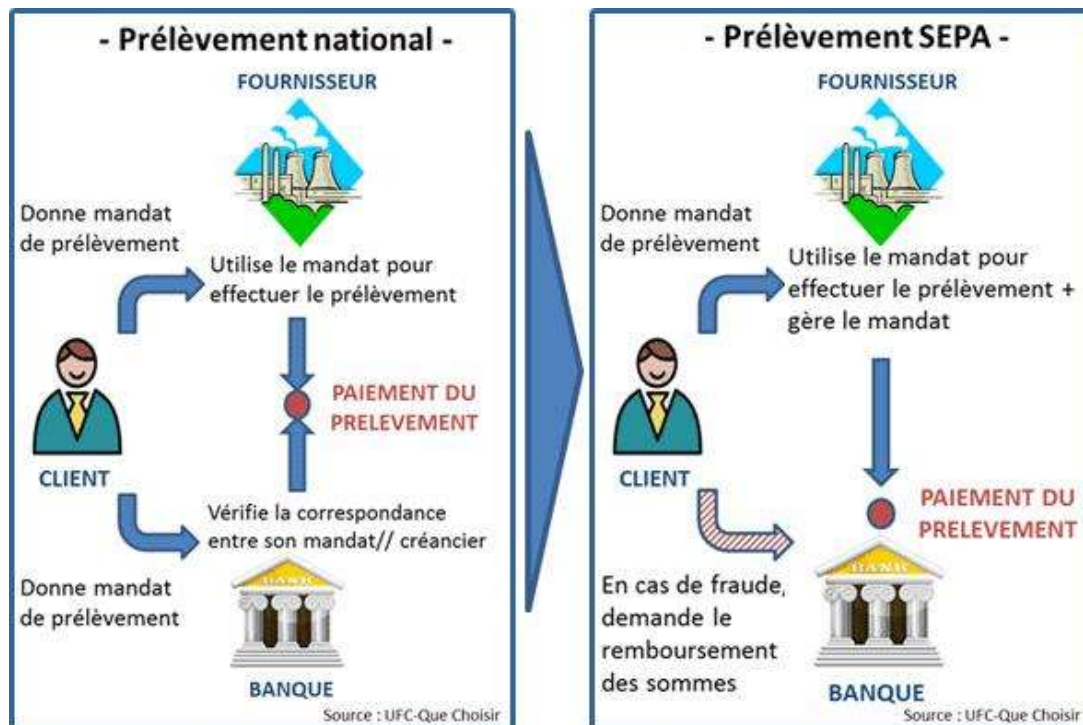 - Prélèvement national -
FOURNISSEUR
Donne mandat
de prélèvement
Utilise le mandat pour
effectuer le prélèvement
PAIEMENT DU
PRELEVEMENT
CLIENT
Vérifie la correspondance
entre son mandat// créancier
Donne mandat
de prélèvement
BANK
BANQUE
Source : UFC-Que Choisir
- Prélèvement SEPA -
FOURNISSEUR
Donne mandat
de prélèvement
Utilise le mandat pour
effectuer le prélèvement +
gère le mandat
CLIENT
PAIEMENT DU
PRELEVEMENT
En cas de fraude,
demande le
remboursement
des sommes
BANK
BANQUE
Source : UFC-Que Choisir